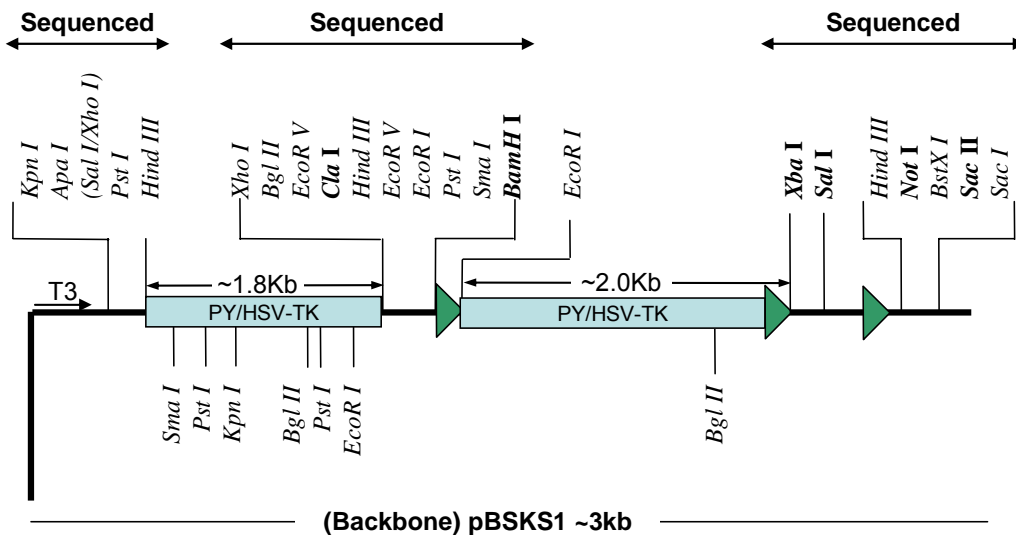 Sequenced
Sequenced
Sequenced
Kpn I
Apa I
(Sal I/Xho I)
Pst I
Hind III
Xho I
Bgl II
EcoR V
Cla I
Hind III
EcoR V
EcoR I
Pst I
Sma I
BamH I
EcoR I
Xba I
Sal I
Hind III
Not I
BstX I
Sac II
Sac I
T3
~1.8Kb
~2.0Kb
PY/HSV-TK
PY/HSV-TK
Sma I
Pst I
Kpn I
Bgl II
Pst I
EcoR I
Bgl II
(Backbone) pBSKS1 ~3kb